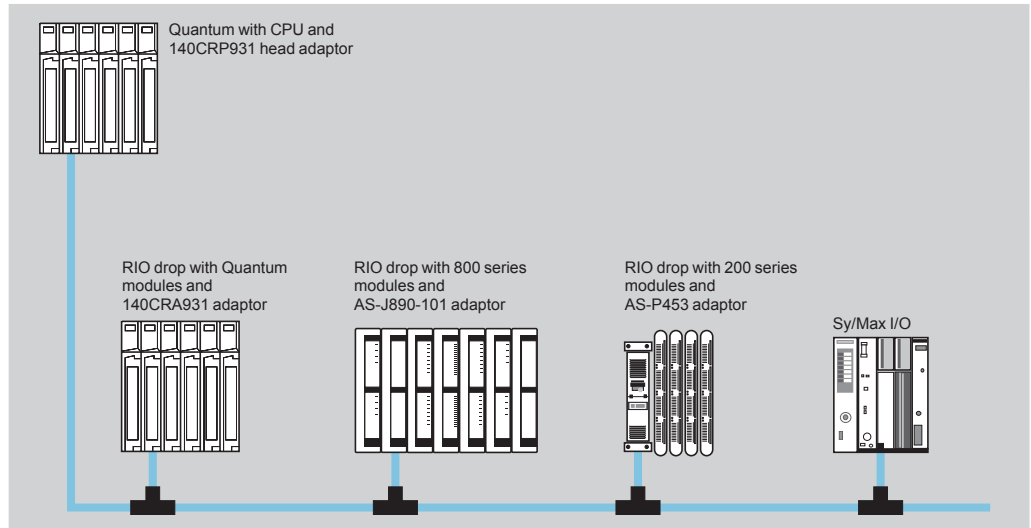 Quantum with CPU and
140CRP931 head adaptor
RIO drop with Quantum
modules and
140CRA931 adaptor
RIO drop with 800 series
modules and
AS-J890-101 adaptor
RIO drop with 200 series
modules and
AS-P453 adaptor
Sy/Max I/O